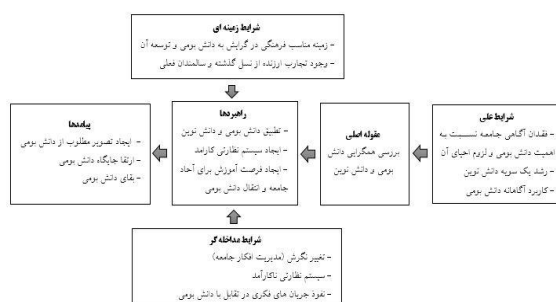 شرایط زمینه ای
- زمینه مناسب فرهنگی در گرایش به دانش بومی و توسعه آن
- وجود تجارب ارزنده از نسل گذشته و سالمندان فعلی
شرایط علی
- فقدان آگاهی جامعه نسبت به
اهمیت دانش بومی و لزوم احیای آن
- رشد یک سویه دانش نوین
- کاربرد آگاهانه دانش بومی
مقوله اصلی
بررسی همگرایی دانش
بومی و دانش نوین
راهبردها
- تطبیق دانش بومی و دانش نوین
- ایجاد سیستم نظارتی کارامد
- ایجاد فرصت آموزش برای آحاد
جامعه و انتقال دانش بومی
پیامدها
- ایجاد تصویر مطلوب از دانش بومی
- ارتقا جایگاه دانش بومی
- بقای دانش بومی
شرایط مداخله گر
- تغییر نگرش (مدیریت افکار جامعه)
- سیستم نظارتی ناکارآمد
- نفوذ جریان های فکری در تقابل با دانش بومی